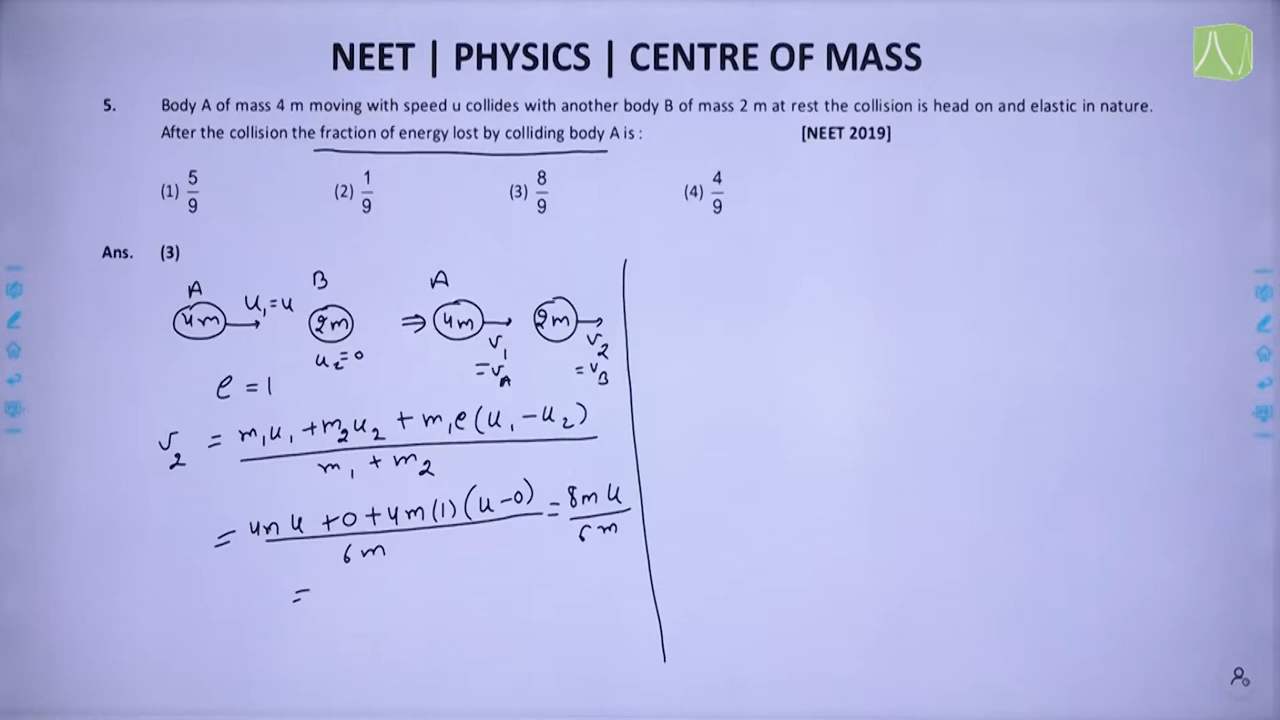 NEET | PHYSICS | CENTRE OF MASS
5. Body A of mass 4 m moving with speed u collides with another body B of mass 2 m at rest the collision is head on and elastic in nature.
After the collision the fraction of energy lost by colliding body A is : [NEET 2019]
(1) 5/9 (2) 1/9 (3) 8/9 (4) 4/9
Ans. (3)
A B A
4m u₁=u 2m ⇒ 4m 2m
u₂=0 v₁ v₂
=v_A =v_B
e = 1
v₂ = m₁u₁ + m₂u₂ + m₁e(u₁ - u₂) / m₁ + m₂
= 4m u + 0 + 4m(1)(u-0) / 6m = 8m u / 6m
=